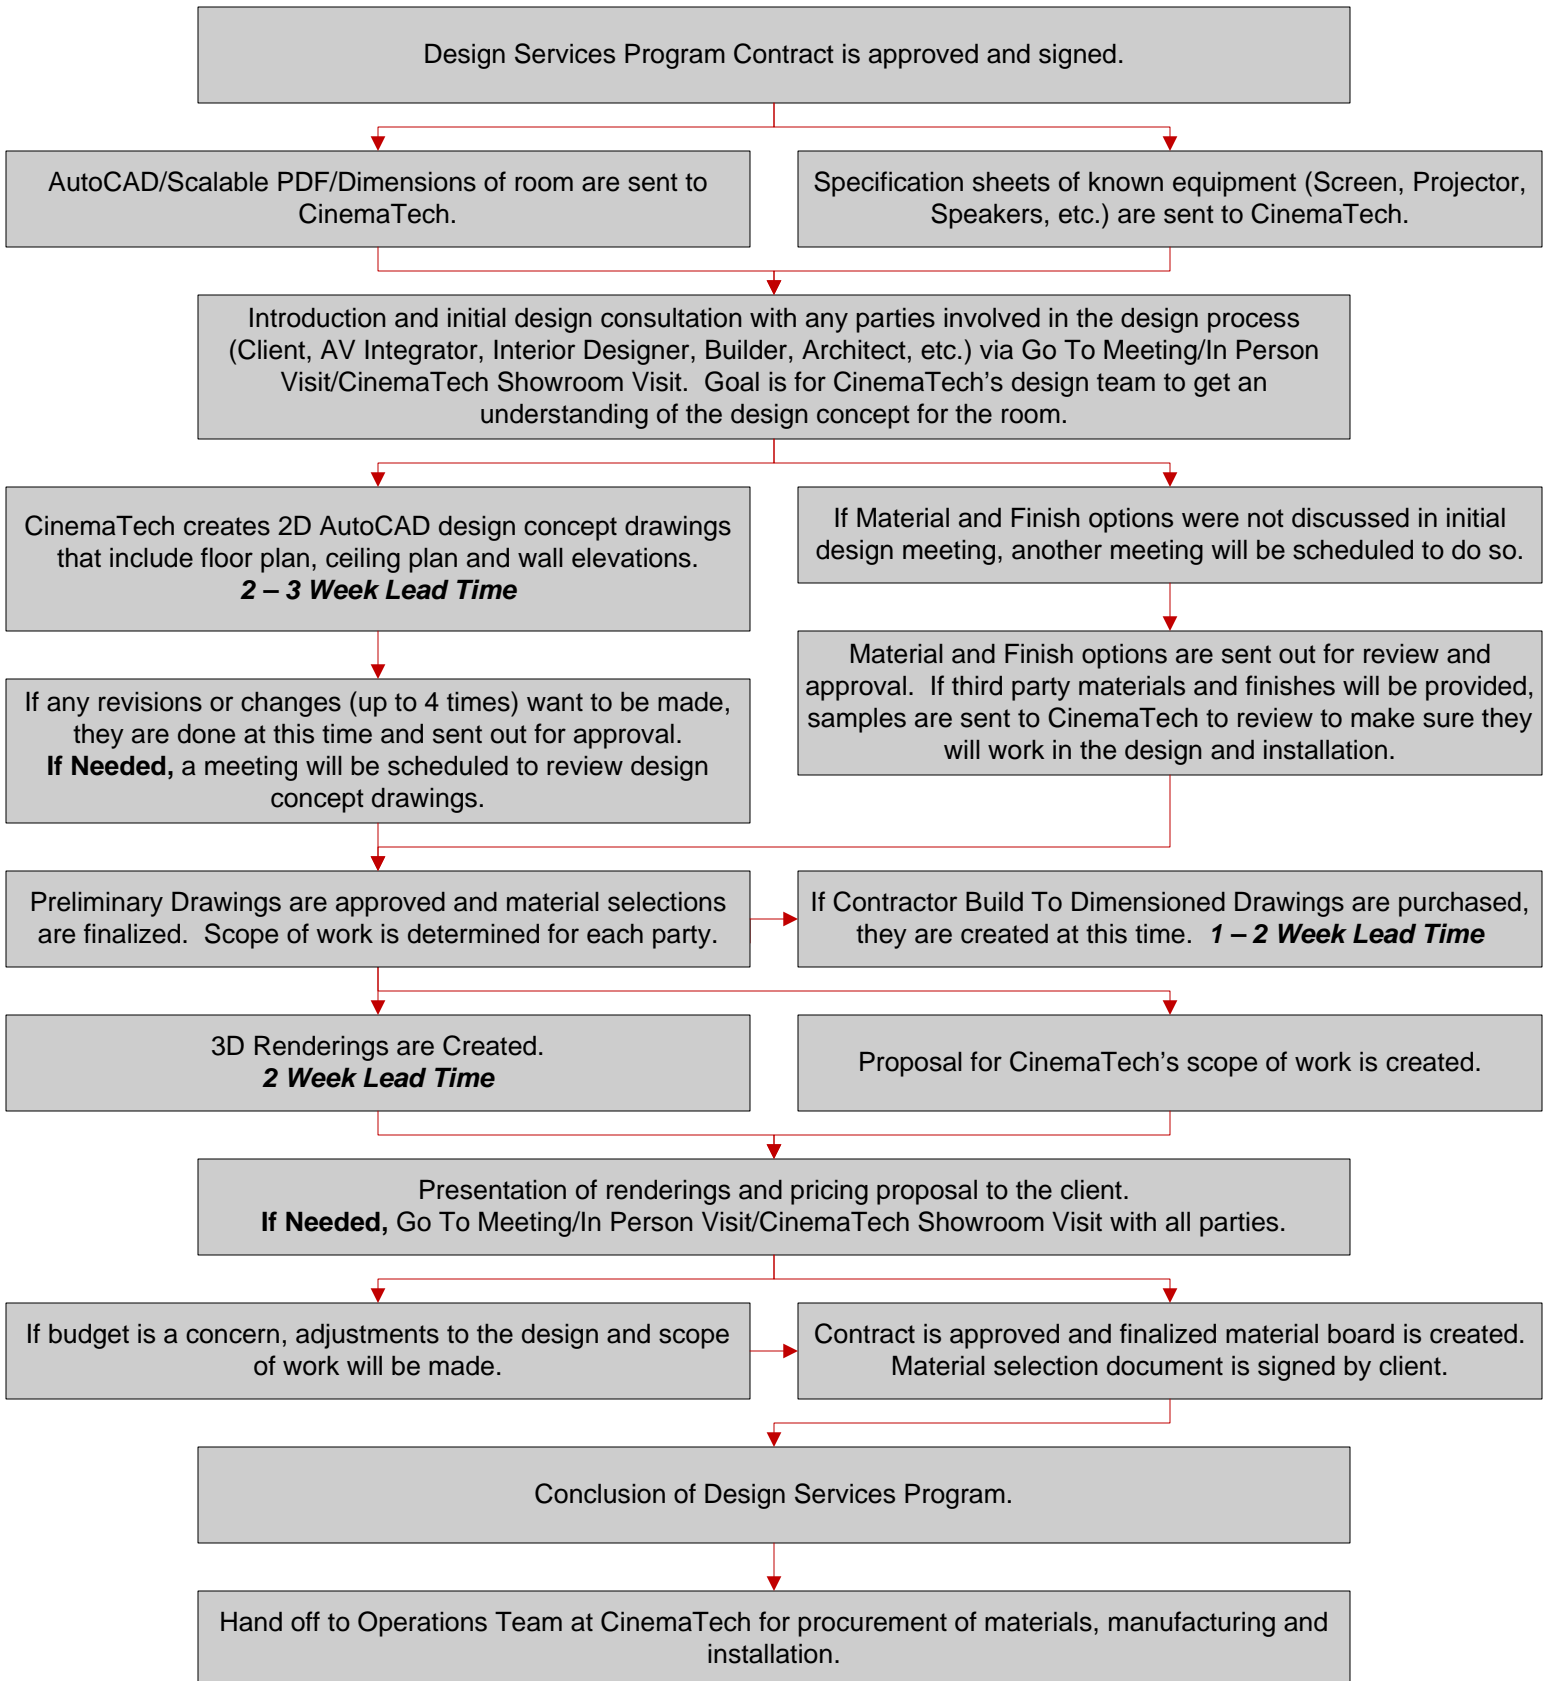 Design Services Program Contract is approved and signed.
AutoCAD/Scalable PDF/Dimensions of room are sent to
CinemaTech.
Specification sheets of known equipment (Screen, Projector,
Speakers, etc.) are sent to CinemaTech.
Introduction and initial design consultation with any parties involved in the design process
(Client, AV Integrator, Interior Designer, Builder, Architect, etc.) via Go To Meeting/In Person
Visit/CinemaTech Showroom Visit.  Goal is for CinemaTech’s design team to get an
understanding of the design concept for the room.
CinemaTech creates 2D AutoCAD design concept drawings
that include floor plan, ceiling plan and wall elevations.
2 – 3 Week Lead Time
If Material and Finish options were not discussed in initial
design meeting, another meeting will be scheduled to do so.
If any revisions or changes (up to 4 times) want to be made,
they are done at this time and sent out for approval.
If Needed, a meeting will be scheduled to review design
concept drawings.
Material and Finish options are sent out for review and
approval.  If third party materials and finishes will be provided,
samples are sent to CinemaTech to review to make sure they
will work in the design and installation.
Preliminary Drawings are approved and material selections
are finalized.  Scope of work is determined for each party.
If Contractor Build To Dimensioned Drawings are purchased,
they are created at this time.  1 – 2 Week Lead Time
3D Renderings are Created.
2 Week Lead Time
Proposal for CinemaTech’s scope of work is created.
Presentation of renderings and pricing proposal to the client.
If Needed, Go To Meeting/In Person Visit/CinemaTech Showroom Visit with all parties.
If budget is a concern, adjustments to the design and scope
of work will be made.
Contract is approved and finalized material board is created.
Material selection document is signed by client.
Conclusion of Design Services Program.
Hand off to Operations Team at CinemaTech for procurement of materials, manufacturing and
installation.